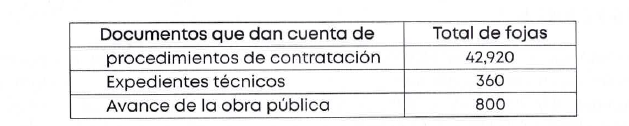 Documentos que dan cuenta de Total de fojas
procedimientos de contratación 42,920
Expedientes técnicos 360
Avance de la obra pública 800